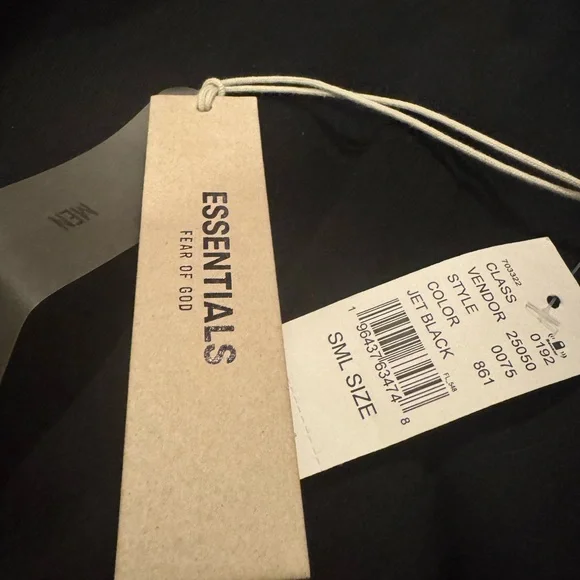 MEN
ESSENTIALS
FEAR OF GOD
703322
CLASS 0192
VENDOR 25050
STYLE 0075
COLOR 861
JET BLACK
1 96437 63474 8
SML SIZE